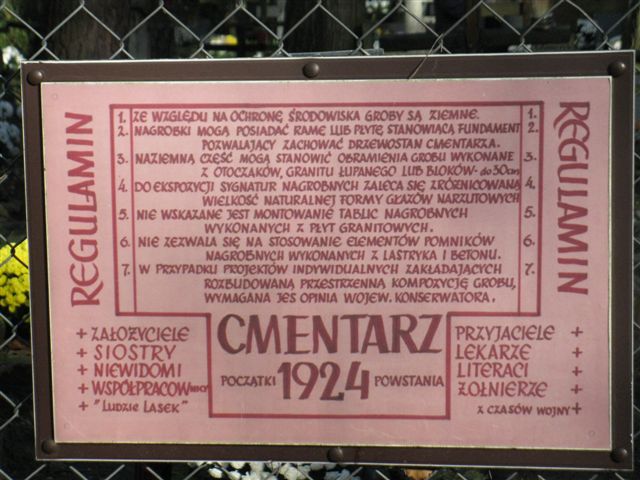 REGULAMIN
1. ZE WZGLĘDU NA OCHRONĘ ŚRODOWISKA GROBY SĄ ZIEMNE. 1.
2. NAGROBKI MOGĄ POSIADAĆ RAMĘ LUB PŁYTĘ STANOWIĄCĄ FUNDAMENT 2.
POZWALAJĄCY ZACHOWAĆ DRZEWOSTAN CMENTARZA.
3. NAZIEMNĄ CZĘŚĆ MOGĄ STANOWIĆ OBRAMIENIA GROBU WYKONANE 3.
Z OTOCZAKÓW, GRANITU ŁUPANEGO LUB BLOKÓW - do 30cm
4. DO EKSPOZYCJI SYGNATUR NAGROBNYCH ZALECA SIĘ ZRÓŻNICOWANĄ 4.
WIELKOŚĆ NATURALNEJ FORMY GŁAZÓW NARZUTOWYCH
5. NIE WSKAZANE JEST MONTOWANIE TABLIC NAGROBNYCH 5.
WYKONANYCH Z PŁYT GRANITOWYCH.
6. NIE ZEZWALA SIĘ NA STOSOWANIE ELEMENTÓW POMNIKÓW 6.
NAGROBNYCH WYKONANYCH Z LASTRYKA I BETONU.
7. W PRZYPADKU PROJEKTÓW INDYWIDUALNYCH ZAKŁADAJĄCYCH 7.
ROZBUDOWANĄ PRZESTRZENNĄ KOMPOZYCJĘ GROBU,
WYMAGANA JES OPINIA WOJEW. KONSERWATORA.
REGULAMIN
+ ZAŁOŻYCIELE
+ SIOSTRY
+ NIEWIDOMI
+ WSPÓŁPRACOWNICY
+ "LUDZIE LASEK"
CMENTARZ
POCZĄTKI 1924 POWSTANIA
PRZYJACIELE +
LEKARZE +
LITERACI +
ŻOŁNIERZE +
Z CZASÓW WOJNY +